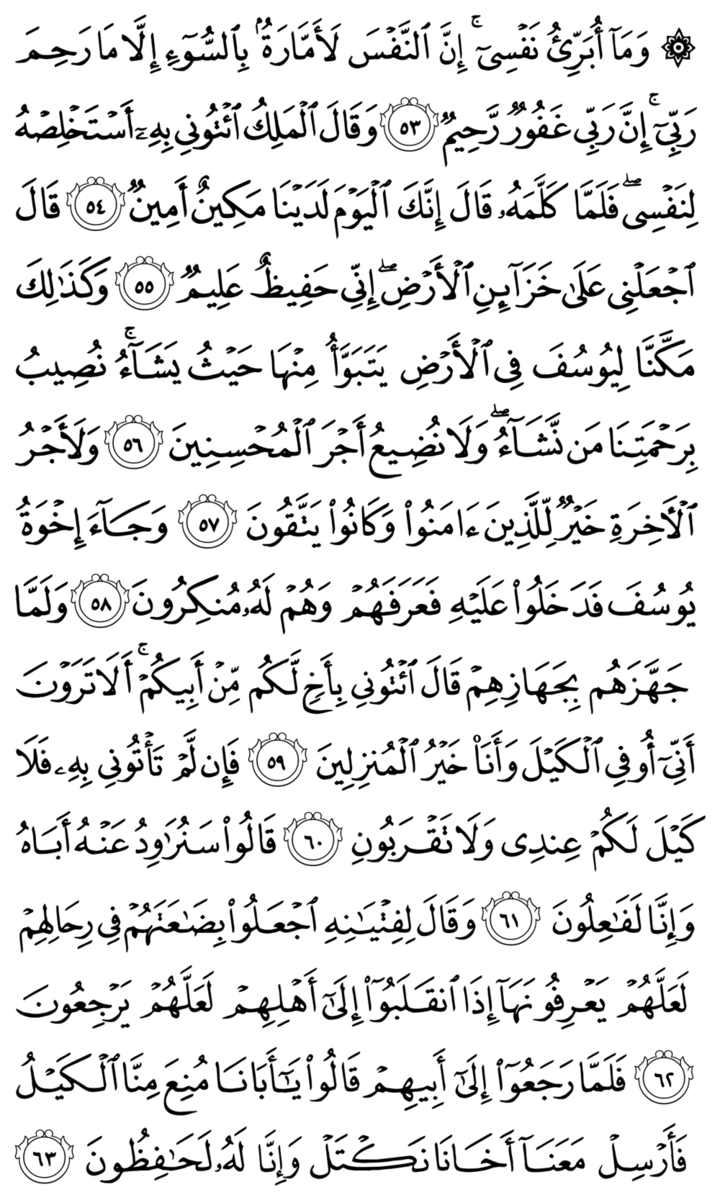 ۞ وَمَآ أُبَرِّئُ نَفۡسِيٓۚ إِنَّ ٱلنَّفۡسَ لَأَمَّارَةُۢ بِٱلسُّوٓءِ إِلَّا مَا رَحِمَ
رَبِّيٓۚ إِنَّ رَبِّي غَفُورٞ رَّحِيمٞ ٥٣ وَقَالَ ٱلۡمَلِكُ ٱئۡتُونِي بِهِۦٓ أَسۡتَخۡلِصۡهُ
لِنَفۡسِيۖ فَلَمَّا كَلَّمَهُۥ قَالَ إِنَّكَ ٱلۡيَوۡمَ لَدَيۡنَا مَكِينٌ أَمِينٞ ٥٤ قَالَ
ٱجۡعَلۡنِي عَلَىٰ خَزَآئِنِ ٱلۡأَرۡضِۖ إِنِّي حَفِيظٌ عَلِيمٞ ٥٥ وَكَذَٰلِكَ
مَكَّنَّا لِيُوسُفَ فِي ٱلۡأَرۡضِ يَتَبَوَّأُ مِنۡهَا حَيۡثُ يَشَآءُۚ نُصِيبُ
بِرَحۡمَتِنَا مَن نَّشَآءُۖ وَلَا نُضِيعُ أَجۡرَ ٱلۡمُحۡسِنِينَ ٥٦ وَلَأَجۡرُ
ٱلۡأٓخِرَةِ خَيۡرٞ لِّلَّذِينَ ءَامَنُواْ وَكَانُواْ يَتَّقُونَ ٥٧ وَجَآءَ إِخۡوَةُ
يُوسُفَ فَدَخَلُواْ عَلَيۡهِ فَعَرَفَهُمۡ وَهُمۡ لَهُۥ مُنكِرُونَ ٥٨ وَلَمَّا
جَهَّزَهُم بِجَهَازِهِمۡ قَالَ ٱئۡتُونِي بِأَخٖ لَّكُم مِّنۡ أَبِيكُمۡۚ أَلَا تَرَوۡنَ
أَنِّيٓ أُوفِي ٱلۡكَيۡلَ وَأَنَا۠ خَيۡرُ ٱلۡمُنزِلِينَ ٥٩ فَإِن لَّمۡ تَأۡتُونِي بِهِۦ فَلَا
كَيۡلَ لَكُمۡ عِندِي وَلَا تَقۡرَبُونِ ٦٠ قَالُواْ سَنُرَٰوِدُ عَنۡهُ أَبَاهُ
وَإِنَّا لَفَٰعِلُونَ ٦١ وَقَالَ لِفِتۡيَٰنِهِ ٱجۡعَلُواْ بِضَٰعَتَهُمۡ فِي رِحَالِهِمۡ
لَعَلَّهُمۡ يَعۡرِفُونَهَآ إِذَا ٱنقَلَبُوٓاْ إِلَىٰٓ أَهۡلِهِمۡ لَعَلَّهُمۡ يَرۡجِعُونَ
٦٢ فَلَمَّا رَجَعُوٓاْ إِلَىٰٓ أَبِيهِمۡ قَالُواْ يَٰٓأَبَانَا مُنِعَ مِنَّا ٱلۡكَيۡلُ
فَأَرۡسِلۡ مَعَنَآ أَخَانَا نَكۡتَلۡ وَإِنَّا لَهُۥ لَحَٰفِظُونَ ٦٣